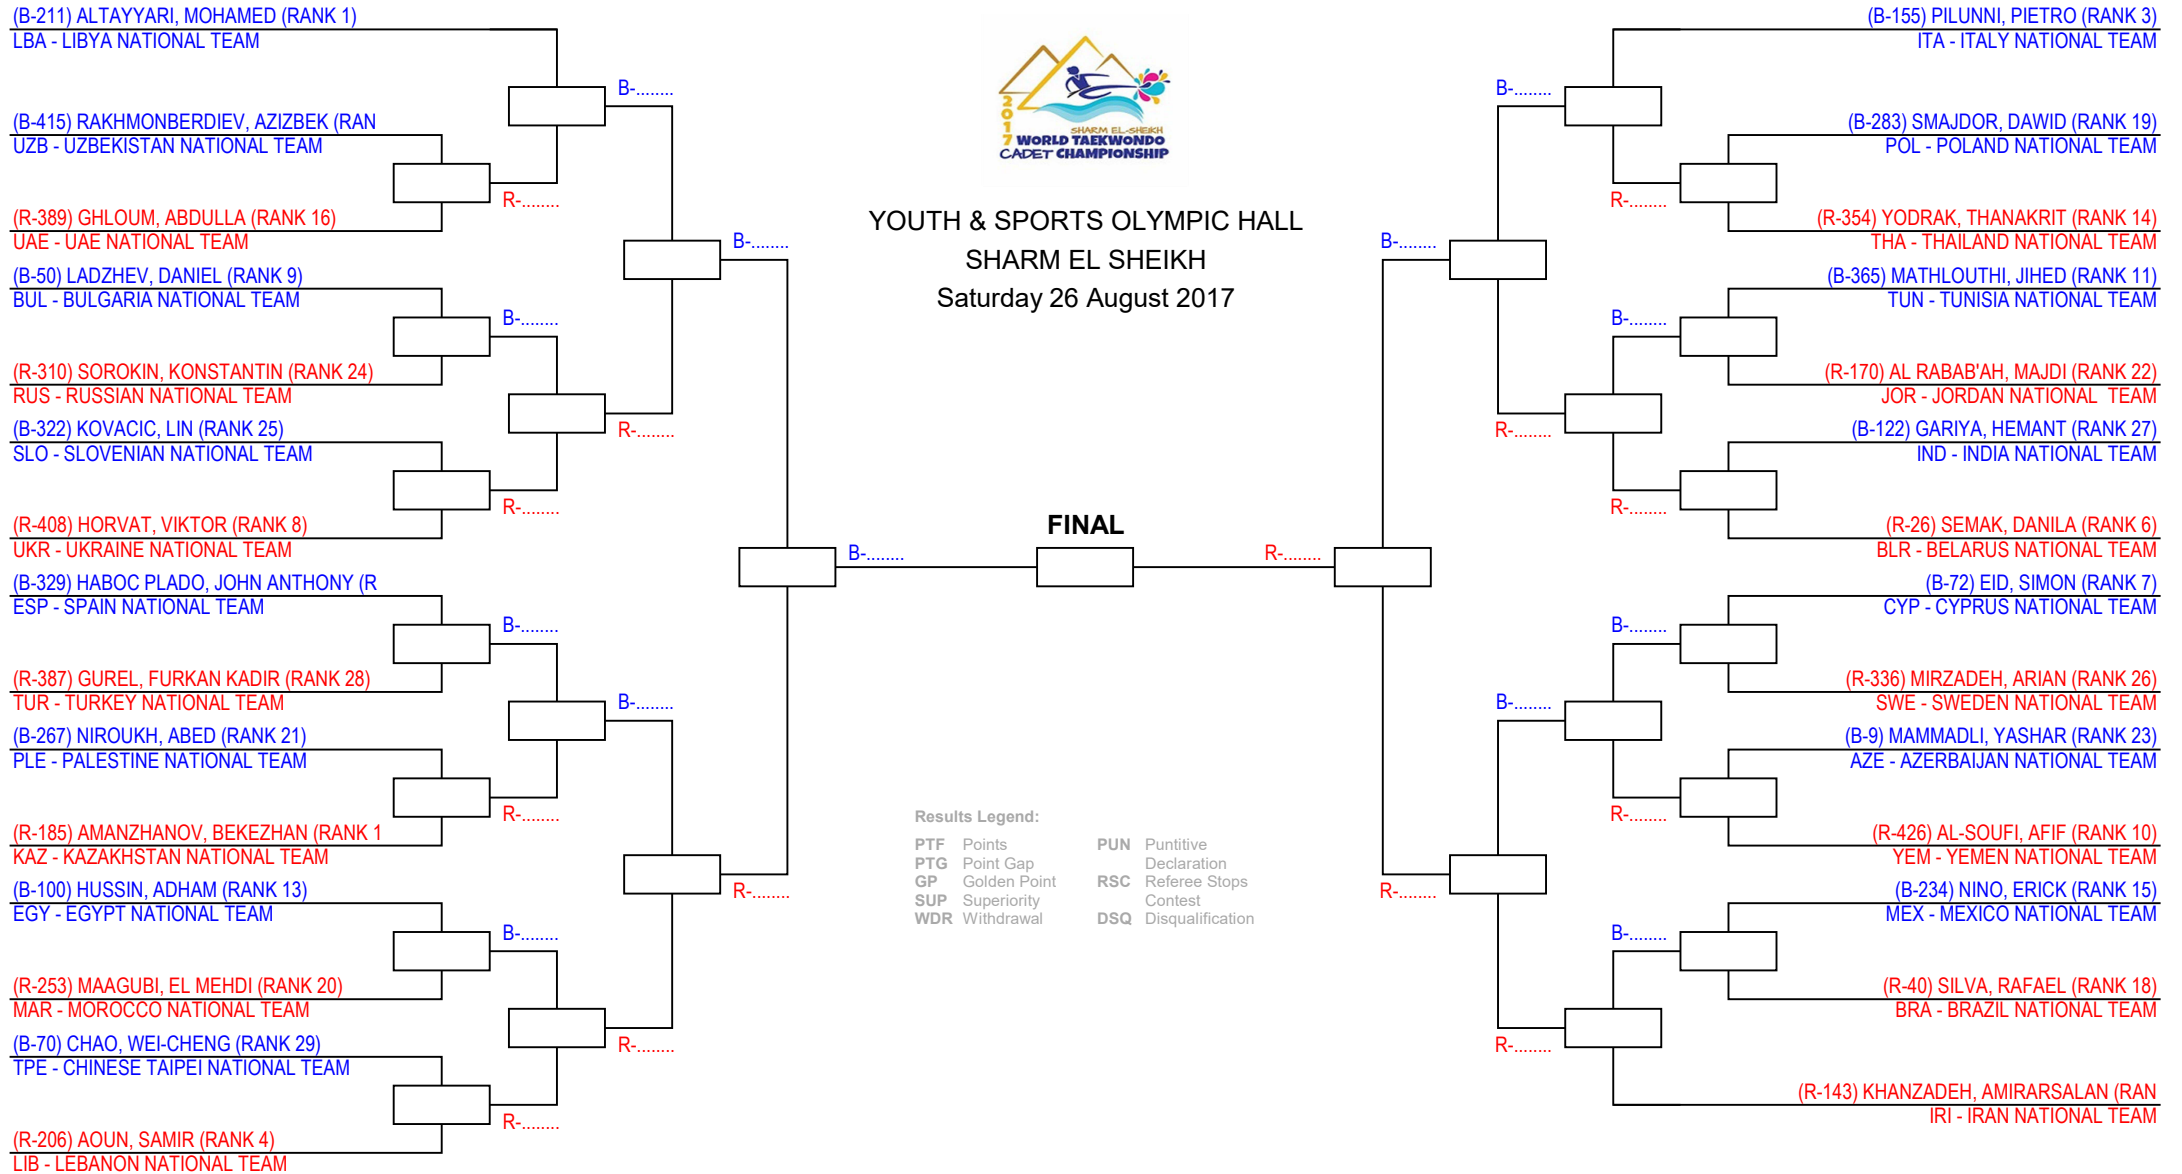 (B-211) ALTAYYARI, MOHAMED (RANK 1)
LBA - LIBYA NATIONAL TEAM
(B-415) RAKHMONBERDIEV, AZIZBEK (RAN
UZB - UZBEKISTAN NATIONAL TEAM
(R-389) GHLOUM, ABDULLA (RANK 16)
UAE - UAE NATIONAL TEAM
(B-50) LADZHEV, DANIEL (RANK 9)
BUL - BULGARIA NATIONAL TEAM
(R-310) SOROKIN, KONSTANTIN (RANK 24)
RUS - RUSSIAN NATIONAL TEAM
(B-322) KOVACIC, LIN (RANK 25)
SLO - SLOVENIAN NATIONAL TEAM
(R-408) HORVAT, VIKTOR (RANK 8)
UKR - UKRAINE NATIONAL TEAM
(B-329) HABOC PLADO, JOHN ANTHONY (R
ESP - SPAIN NATIONAL TEAM
(R-387) GUREL, FURKAN KADIR (RANK 28)
TUR - TURKEY NATIONAL TEAM
(B-267) NIROUKH, ABED (RANK 21)
PLE - PALESTINE NATIONAL TEAM
(R-185) AMANZHANOV, BEKEZHAN (RANK 1
KAZ - KAZAKHSTAN NATIONAL TEAM
(B-100) HUSSIN, ADHAM (RANK 13)
EGY - EGYPT NATIONAL TEAM
(R-253) MAAGUBI, EL MEHDI (RANK 20)
MAR - MOROCCO NATIONAL TEAM
(B-70) CHAO, WEI-CHENG (RANK 29)
TPE - CHINESE TAIPEI NATIONAL TEAM
(R-206) AOUN, SAMIR (RANK 4)
LIB - LEBANON NATIONAL TEAM
R-........
B-........
R-........
B-........
R-........
B-........
R-........
B-........
R-........
B-........
R-........
B-........
R-........
B-........
2017
SHARM EL-SHEIKH
WORLD TAEKWONDO
CADET CHAMPIONSHIP
YOUTH & SPORTS OLYMPIC HALL
SHARM EL SHEIKH
Saturday 26 August 2017
FINAL
B-........
R-........
Results Legend:
PTF Points
PTG Point Gap
GP Golden Point
SUP Superiority
WDR Withdrawal
PUN Puntitive
Declaration
RSC Referee Stops
Contest
DSQ Disqualification
B-........
R-........
B-........
R-........
B-........
R-........
B-........
R-........
B-........
R-........
B-........
R-........
B-........
(B-155) PILUNNI, PIETRO (RANK 3)
ITA - ITALY NATIONAL TEAM
(B-283) SMAJDOR, DAWID (RANK 19)
POL - POLAND NATIONAL TEAM
(R-354) YODRAK, THANAKRIT (RANK 14)
THA - THAILAND NATIONAL TEAM
(B-365) MATHLOUTHI, JIHED (RANK 11)
TUN - TUNISIA NATIONAL TEAM
(R-170) AL RABAB'AH, MAJDI (RANK 22)
JOR - JORDAN NATIONAL TEAM
(B-122) GARIYA, HEMANT (RANK 27)
IND - INDIA NATIONAL TEAM
(R-26) SEMAK, DANILA (RANK 6)
BLR - BELARUS NATIONAL TEAM
(B-72) EID, SIMON (RANK 7)
CYP - CYPRUS NATIONAL TEAM
(R-336) MIRZADEH, ARIAN (RANK 26)
SWE - SWEDEN NATIONAL TEAM
(B-9) MAMMADLI, YASHAR (RANK 23)
AZE - AZERBAIJAN NATIONAL TEAM
(R-426) AL-SOUFI, AFIF (RANK 10)
YEM - YEMEN NATIONAL TEAM
(B-234) NINO, ERICK (RANK 15)
MEX - MEXICO NATIONAL TEAM
(R-40) SILVA, RAFAEL (RANK 18)
BRA - BRAZIL NATIONAL TEAM
(R-143) KHANZADEH, AMIRARSALAN (RAN
IRI - IRAN NATIONAL TEAM